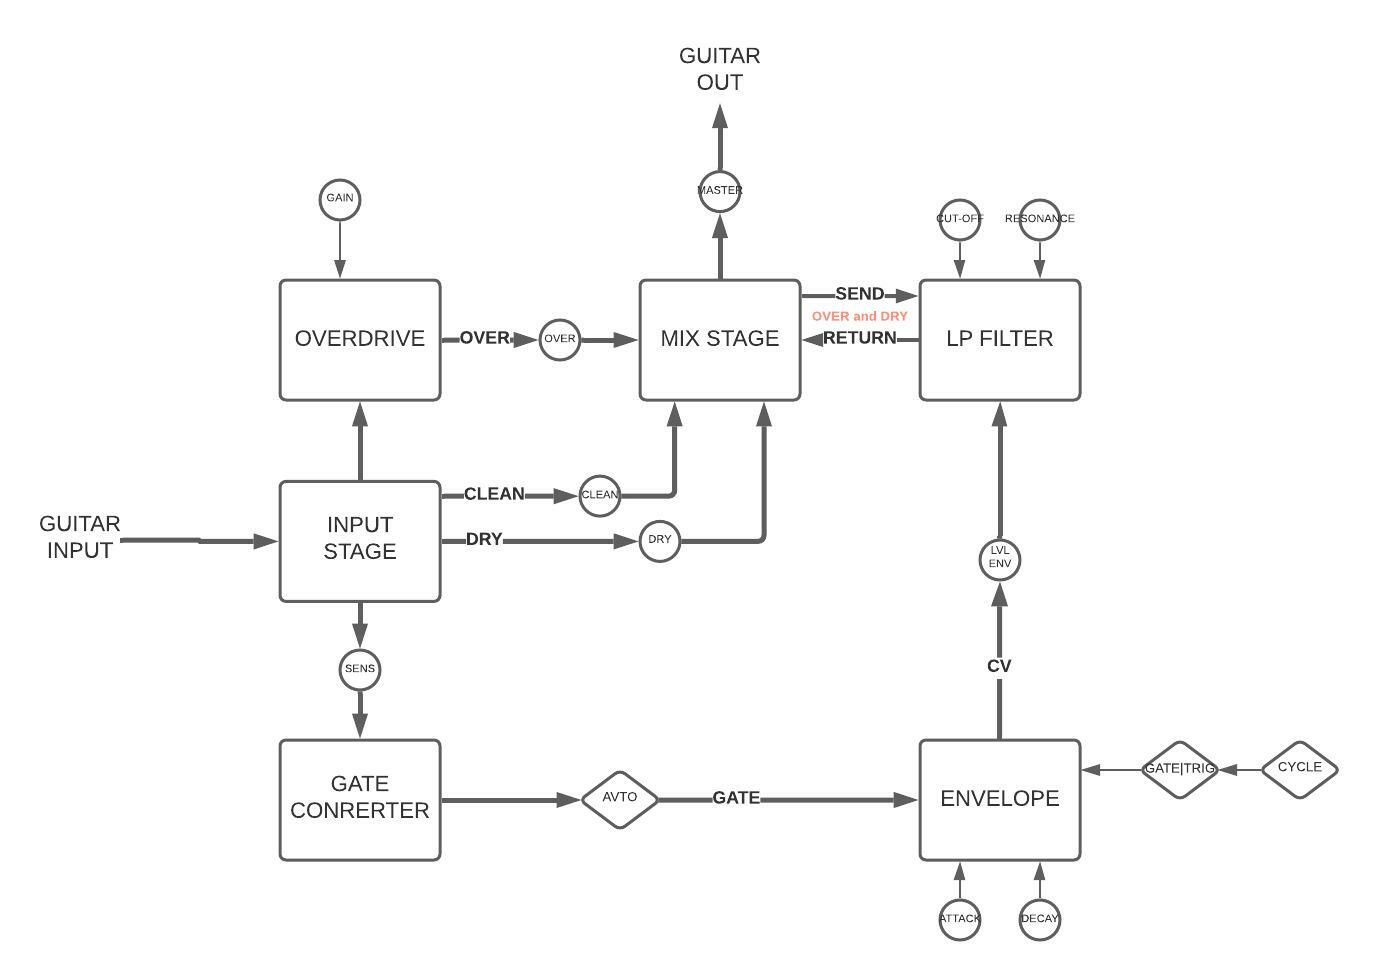 GUITAR
OUT
MASTER
GAIN
CUT-OFF
RESONANCE
OVERDRIVE
OVER
OVER
MIX STAGE
SEND
OVER and DRY
RETURN
LP FILTER
CLEAN
CLEAN
DRY
DRY
GUITAR
INPUT
INPUT
STAGE
LVL
ENV
SENS
CV
GATE
CONRERTER
AVTO
GATE
ENVELOPE
GATE|TRIG
CYCLE
ATTACK
DECAY